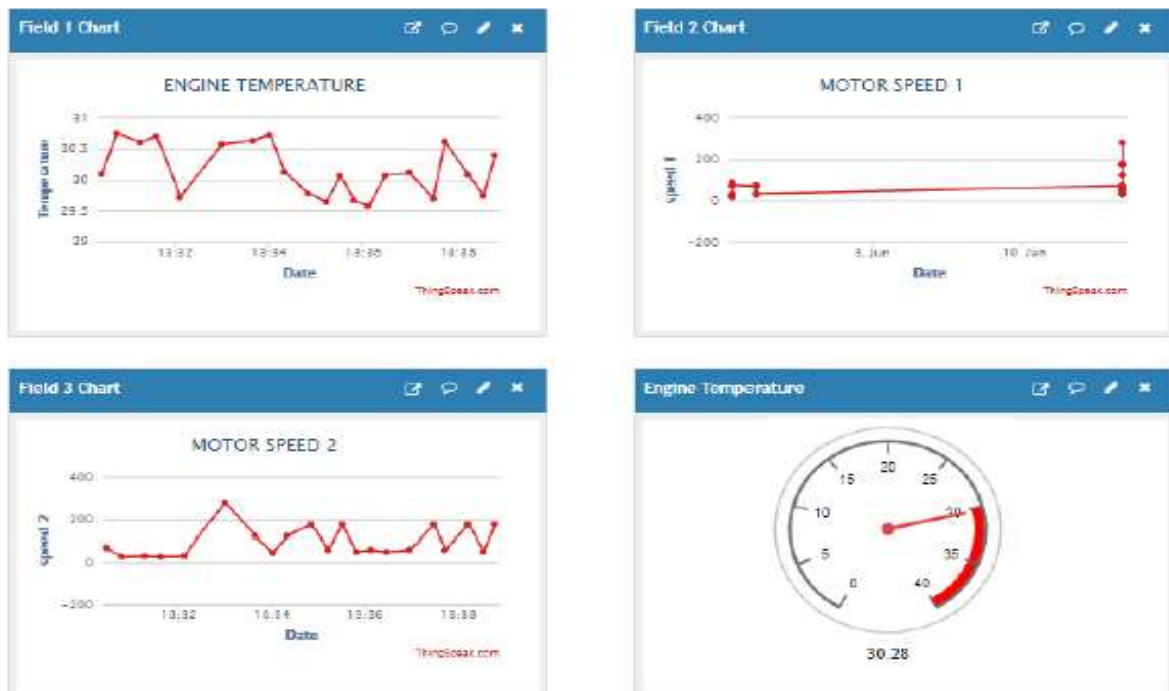 Field 1 Chart
ENGINE TEMPERATURE
Temperature
31
30.5
30
29.5
29
18:32
18:34
18:36
18:38
Date
ThingSpeak.com
Field 2 Chart
MOTOR SPEED 1
speed 1
400
200
0
-200
8. Jun
10. Jun
Date
ThingSpeak.com
Field 3 Chart
MOTOR SPEED 2
speed 2
400
200
0
-200
18:32
18:34
18:36
18:38
Date
ThingSpeak.com
Engine Temperature
0
5
10
15
20
25
30
35
40
30.28